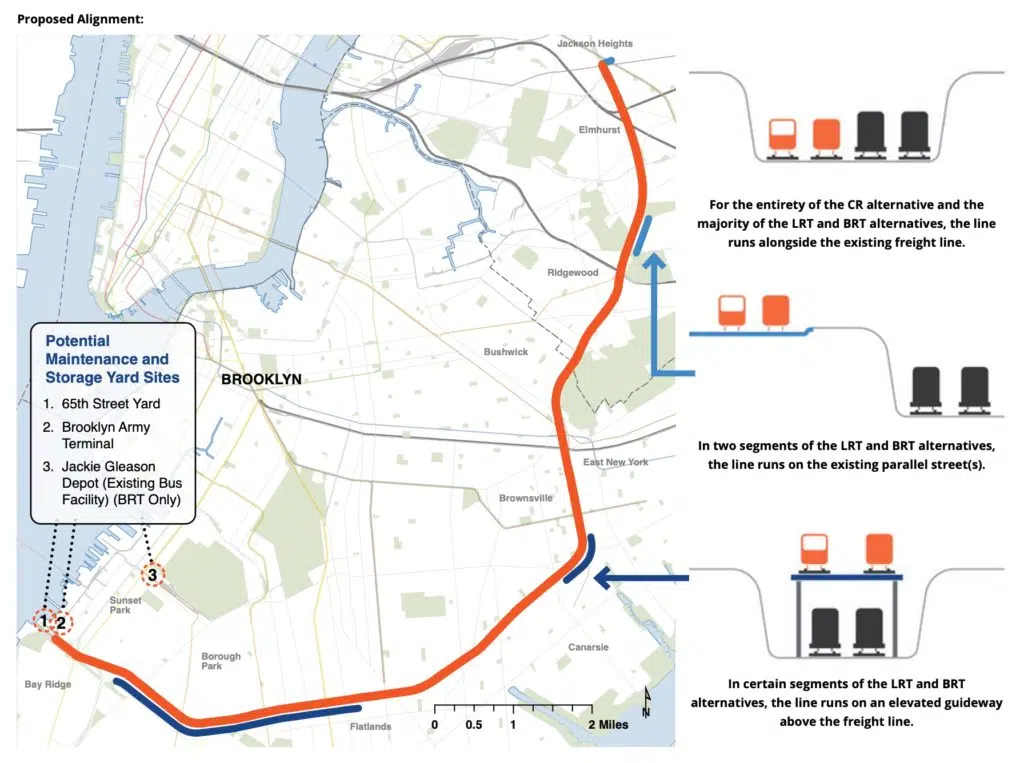 Proposed Alignment:
Jackson Heights
Elmhurst
For the entirety of the CR alternative and the
majority of the LRT and BRT alternatives, the line
runs alongside the existing freight line.
Ridgewood
Potential
Maintenance and
Storage Yard Sites
1. 65th Street Yard
2. Brooklyn Army
Terminal
3. Jackie Gleason
Depot (Existing Bus
Facility) (BRT Only)
Bushwick
BROOKLYN
In two segments of the LRT and BRT alternatives,
the line runs on the existing parallel street(s).
East New York
Brownsville
3
Sunset
Park
1
2
Borough
Park
Canarsie
Bay Ridge
N
0 0.5 1 2 Miles
Flatlands
In certain segments of the LRT and BRT
alternatives, the line runs on an elevated guideway
above the freight line.